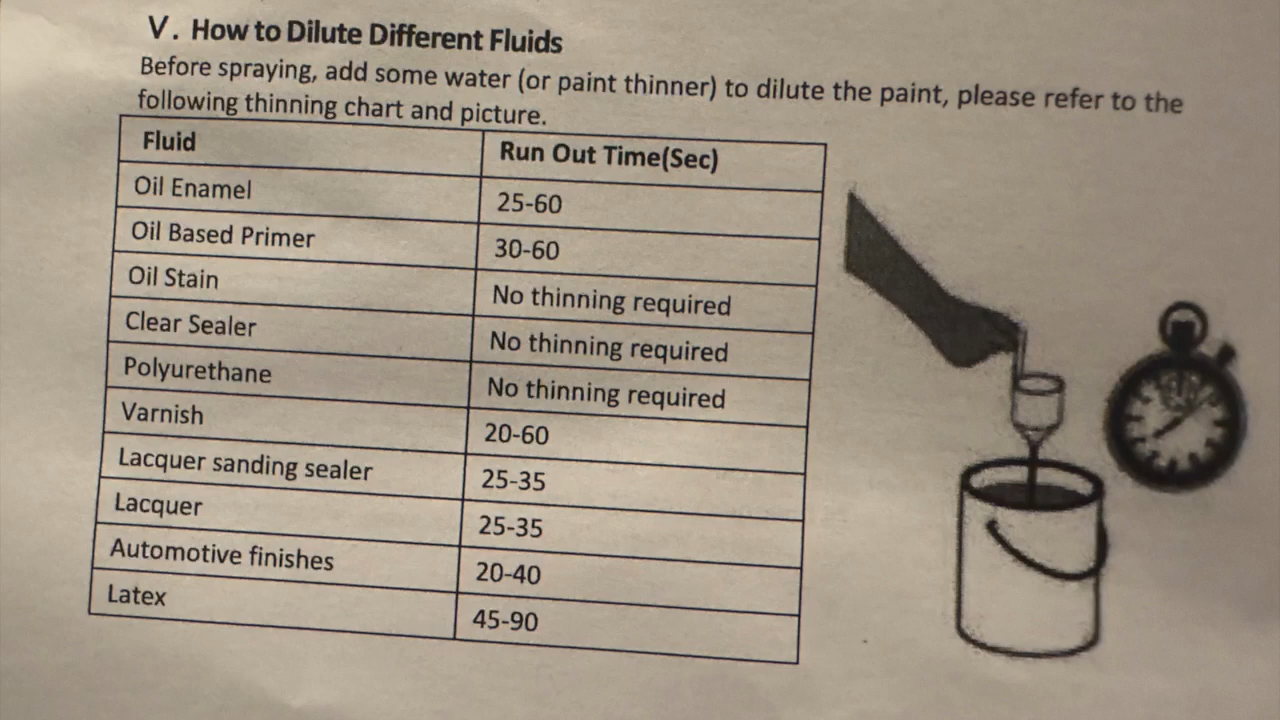 V. How to Dilute Different Fluids
Before spraying, add some water (or paint thinner) to dilute the paint, please refer to the
following thinning chart and picture.
Fluid Run Out Time(Sec)
Oil Enamel 25-60
Oil Based Primer 30-60
Oil Stain No thinning required
Clear Sealer No thinning required
Polyurethane No thinning required
Varnish 20-60
Lacquer sanding sealer 25-35
Lacquer 25-35
Automotive finishes 20-40
Latex 45-90